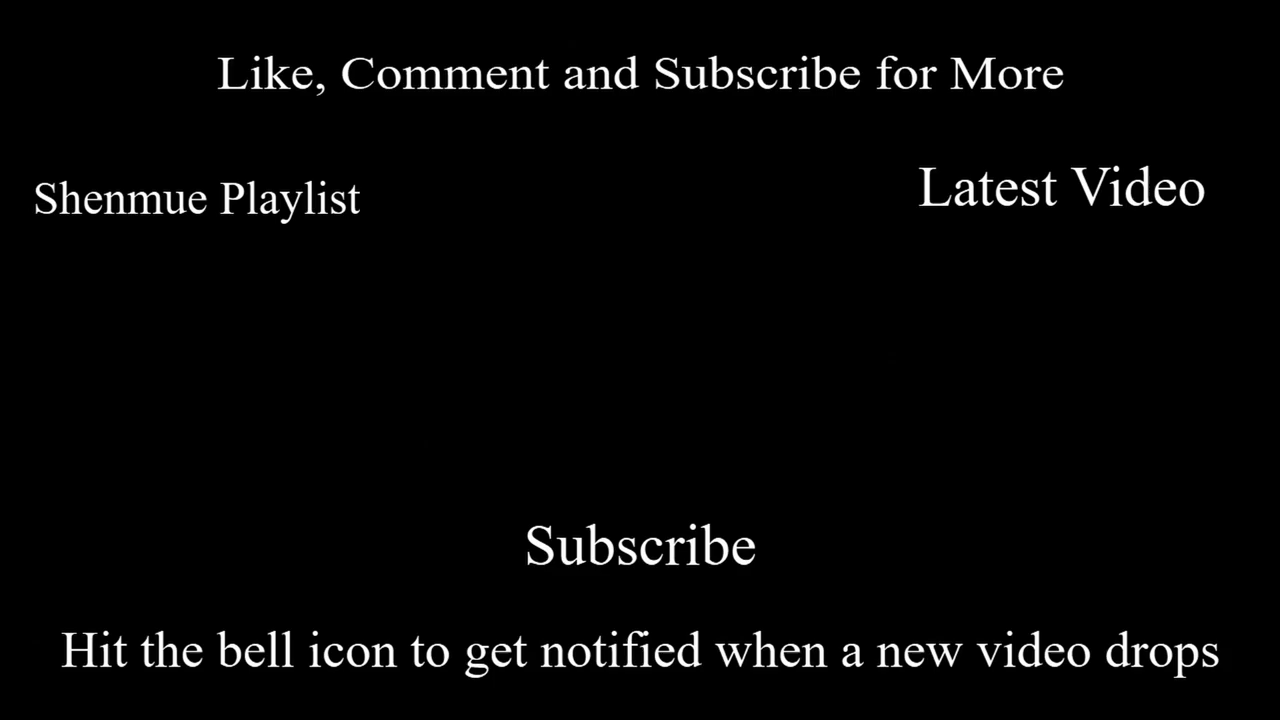 Like, Comment and Subscribe for More
Shenmue Playlist
Latest Video
Subscribe
Hit the bell icon to get notified when a new video drops